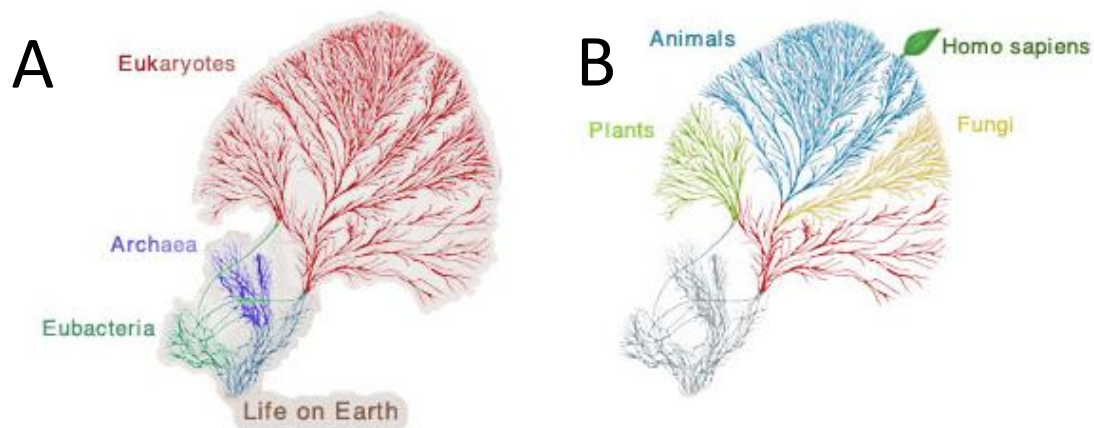 A
Eukaryotes
Archaea
Eubacteria
Life on Earth
B
Animals
Homo sapiens
Plants
Fungi